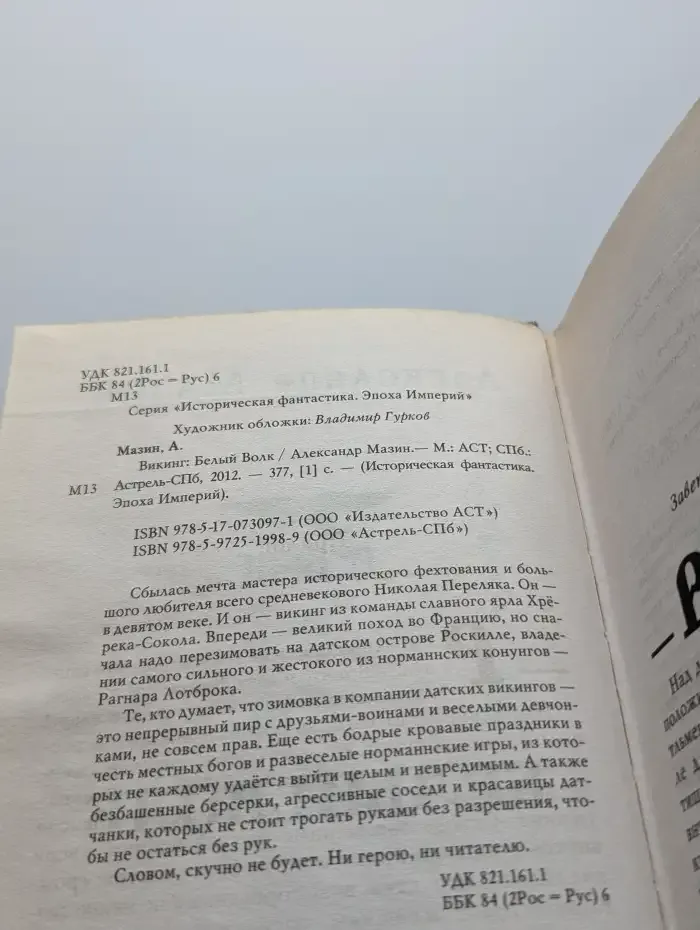 УДК 821.161.1
ББК 84 (2Рос = Рус) 6
М13
Серия «Историческая фантастика. Эпоха Империй»
Художник обложки: Владимир Гурков
Мазин, А.
Викинг: Белый Волк / Александр Мазин.— М.: АСТ; СПб.:
М13 Астрель-СПб, 2012. — 377, [1] с. — (Историческая фантастика.
Эпоха Империй).
ISBN 978-5-17-073097-1 (ООО «Издательство АСТ»)
ISBN 978-5-9725-1998-9 (ООО «Астрель-СПб»)
Сбылась мечта мастера исторического фехтования и боль-
шого любителя всего средневекового Николая Переляка. Он —
в девятом веке. И он — викинг из команды славного ярла Хрё-
река-Сокола. Впереди — великий поход во Францию, но сна-
чала надо перезимовать на датском острове Роскилле, владе-
нии самого сильного и жестокого из норманнских конунгов —
Рагнара Лотброка.
Те, кто думает, что зимовка в компании датских викингов —
это непрерывный пир с друзьями-воинами и веселыми девчон-
ками, не совсем прав. Еще есть бодрые кровавые праздники в
честь местных богов и развеселые норманнские игры, из кото-
рых не каждому удаётся выйти целым и невредимым. А также
безбашенные берсерки, агрессивные соседи и красавицы дат-
чанки, которых не стоит трогать руками без разрешения, что-
бы не остаться без рук.
Словом, скучно не будет. Ни герою, ни читателю.
УДК 821.161.1
ББК 84 (2Рос = Рус) 6
Над